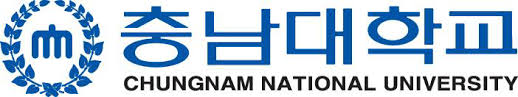 충남대학교
CHUNGNAM NATIONAL UNIVERSITY